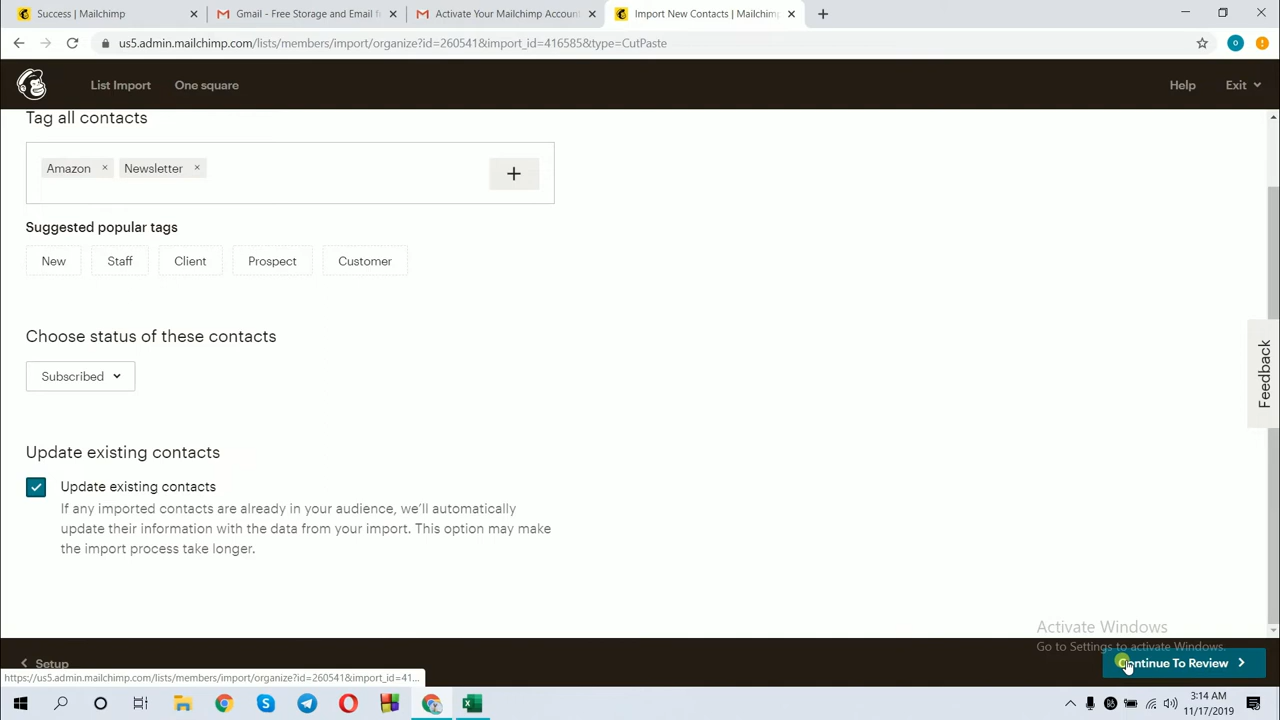 Success | Mailchimp
Gmail - Free Storage and Email f
Activate Your Mailchimp Account
Import New Contacts | Mailchimp
us5.admin.mailchimp.com/lists/members/import/organize?id=260541&import_id=416585&type=CutPaste
o
List Import
One square
Help
Exit
Tag all contacts
Amazon ×
Newsletter ×
+
Suggested popular tags
New
Staff
Client
Prospect
Customer
Choose status of these contacts
Subscribed
Update existing contacts
Update existing contacts
If any imported contacts are already in your audience, we’ll automatically
update their information with the data from your import. This option may make
the import process take longer.
Feedback
Activate Windows
Go to Settings to activate Windows.
Setup
Continue To Review
https://us5.admin.mailchimp.com/lists/members/import/organize?id=260541&import_id=41...
3:14 AM
11/17/2019